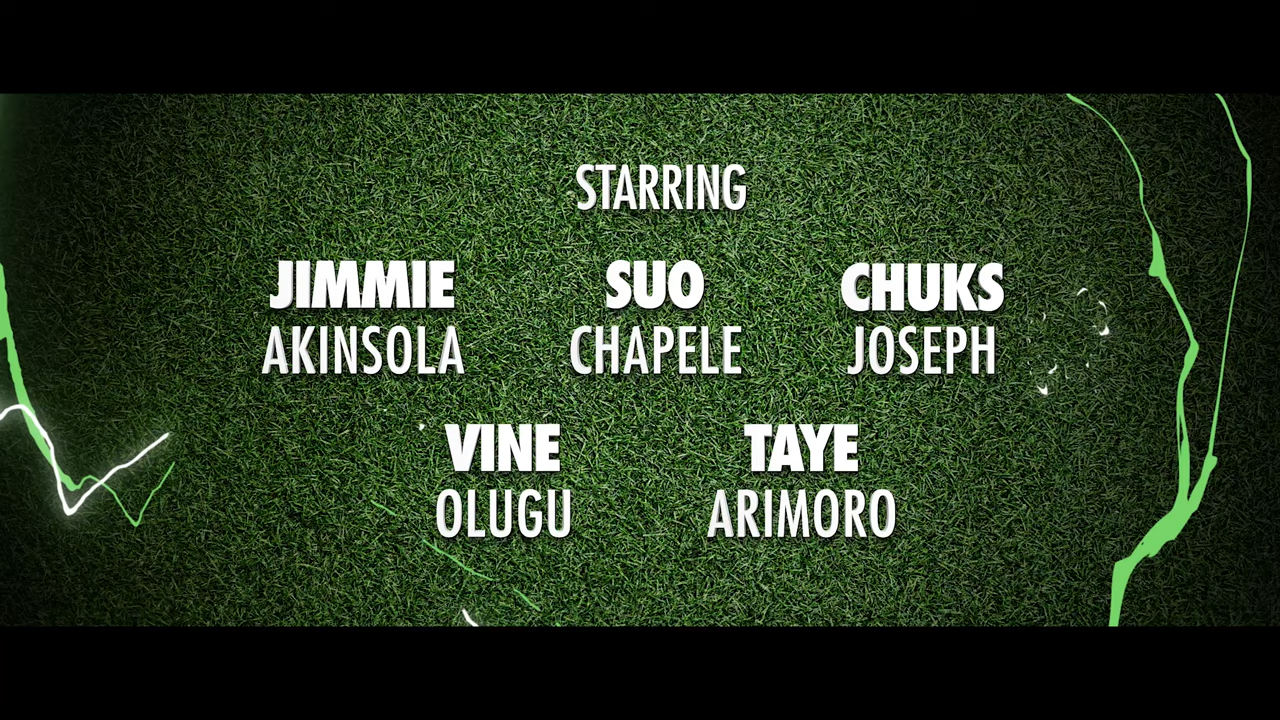 STARRING
JIMMIE SUO CHUKS
AKINSOLA CHAPELE JOSEPH
VINE TAYE
OLUGU ARIMORO